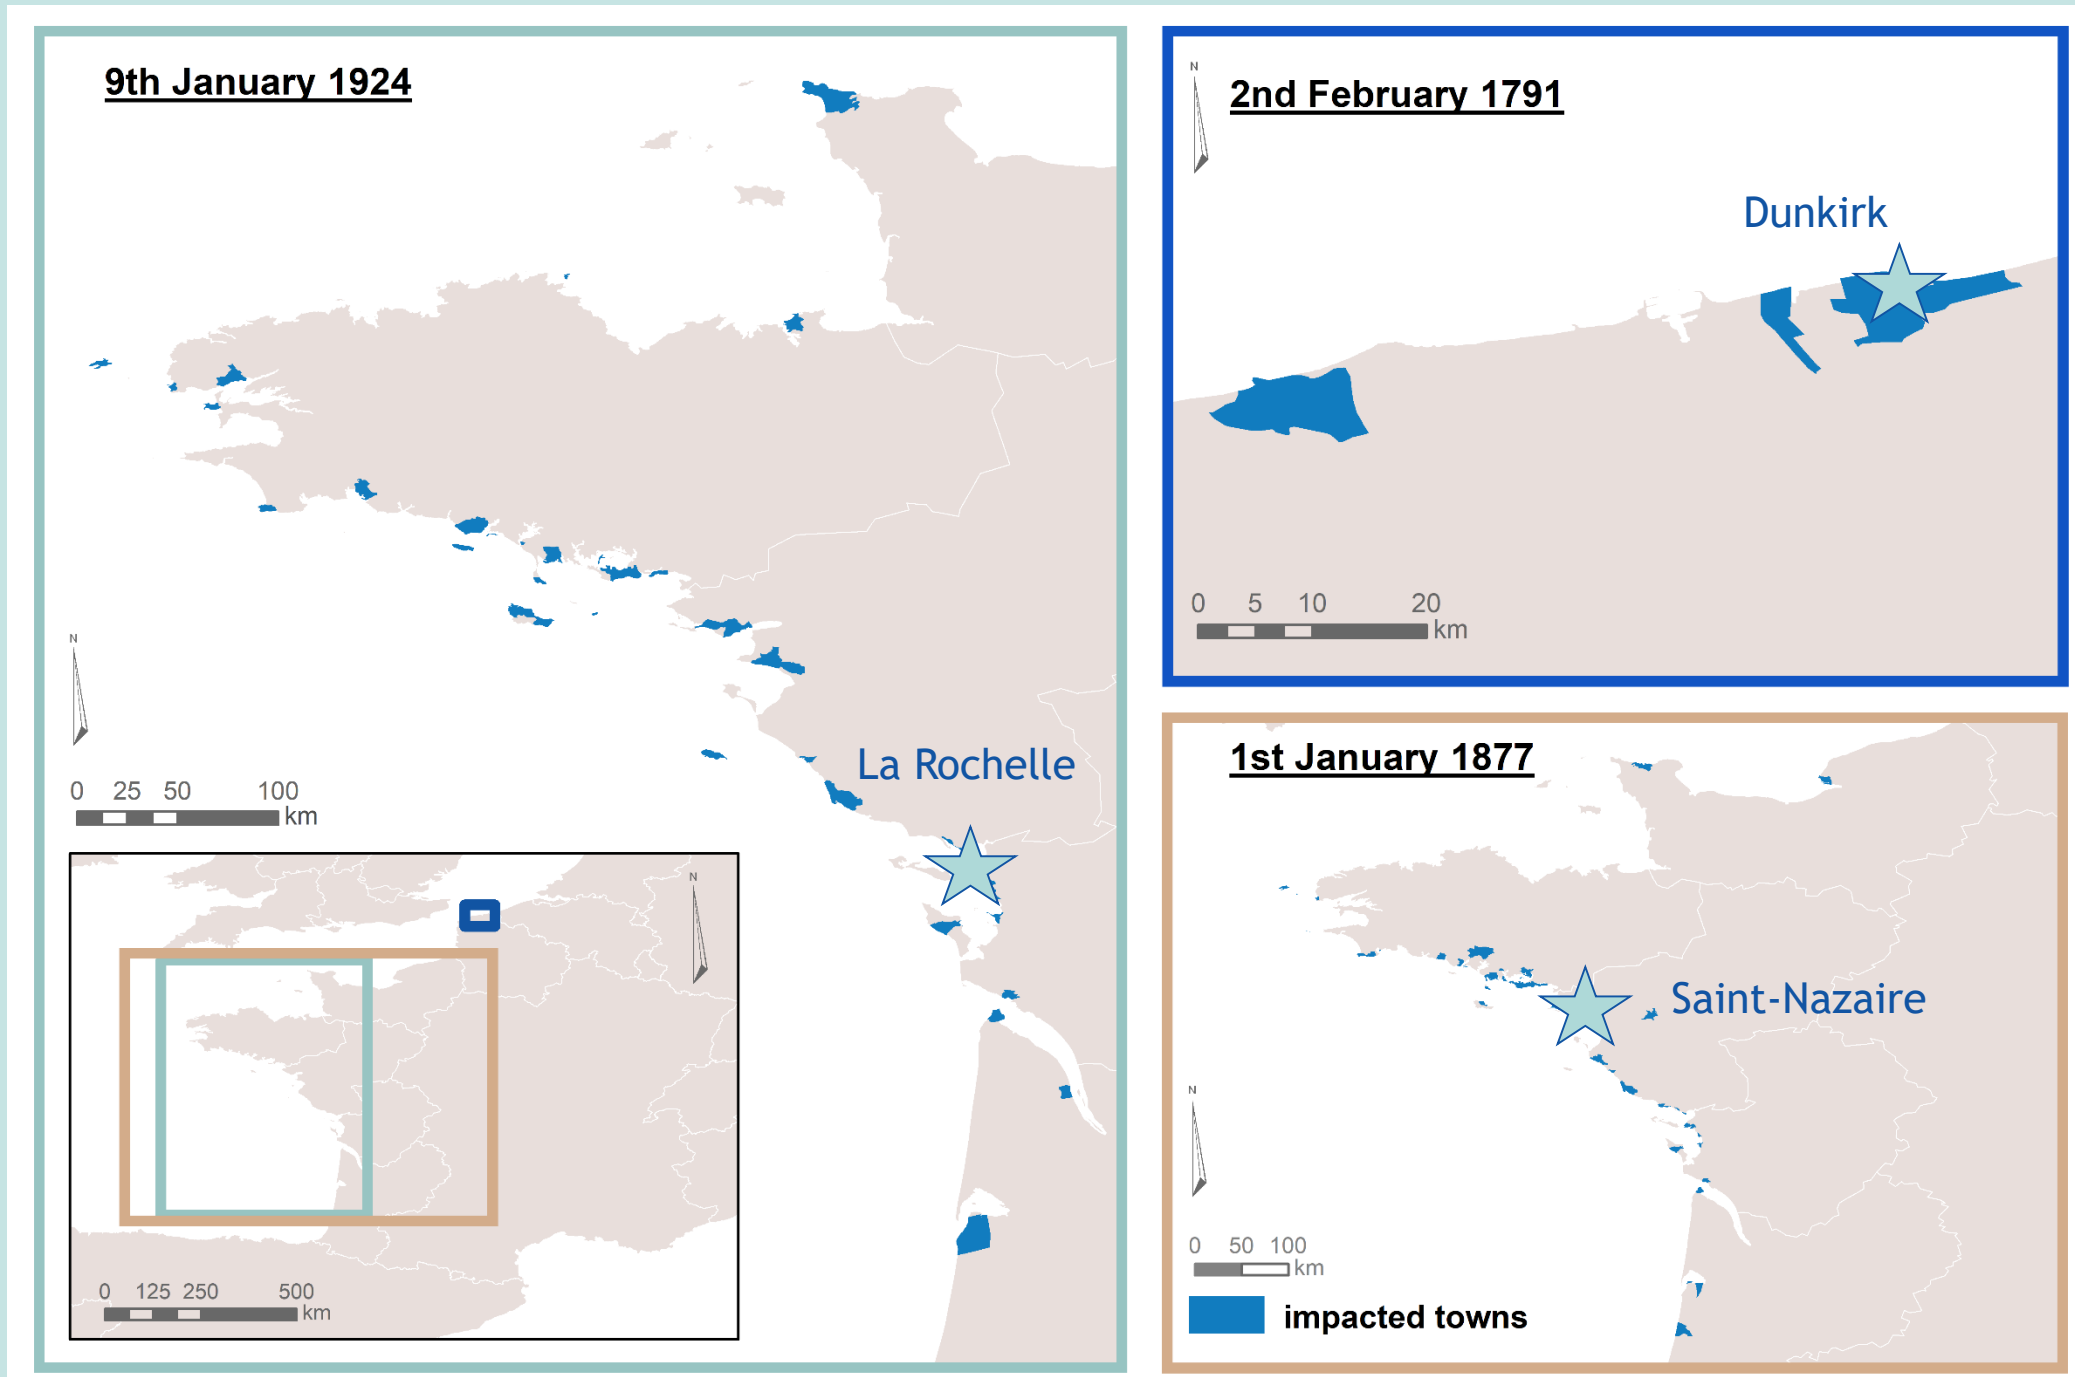 9th January 1924
La Rochelle
N
0 25 50 100
km
N
0 125 250 500
km
N
2nd February 1791
Dunkirk
0 5 10 20
km
1st January 1877
Saint-Nazaire
N
0 50 100
km
impacted towns